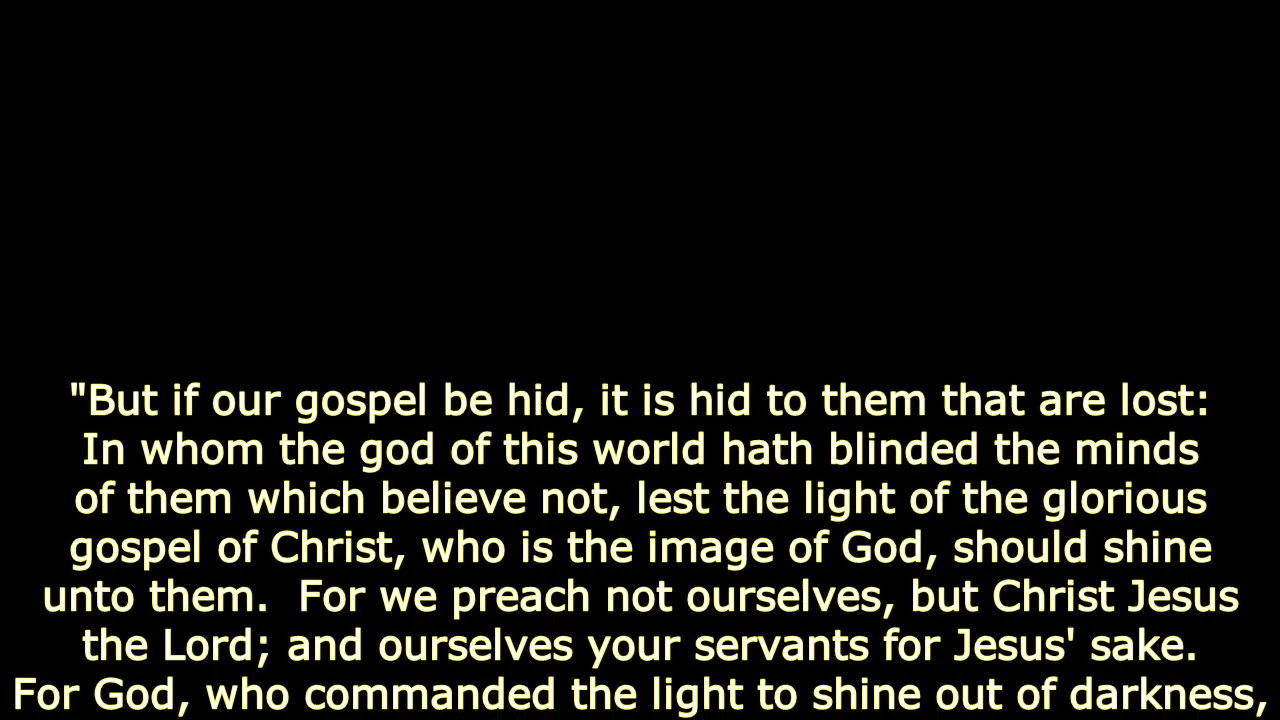 "But if our gospel be hid, it is hid to them that are lost:
In whom the god of this world hath blinded the minds
of them which believe not, lest the light of the glorious
gospel of Christ, who is the image of God, should shine
unto them.  For we preach not ourselves, but Christ Jesus
the Lord; and ourselves your servants for Jesus' sake.
For God, who commanded the light to shine out of darkness,